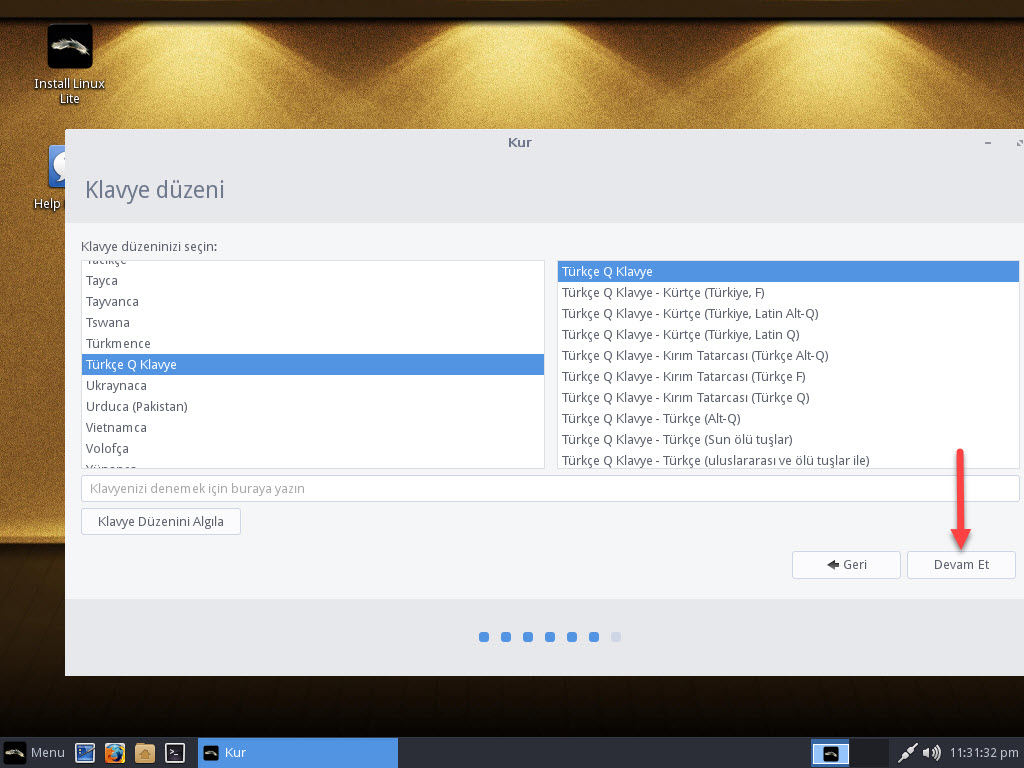 Install Linux
Lite
Help
Kur
Klavye düzeni
Klavye düzeninizi seçin:
Tacikçe
Tayca
Tayvanca
Tswana
Türkmence
Türkçe Q Klavye
Ukraynaca
Urduca (Pakistan)
Vietnamca
Volofça
Yunanca
Türkçe Q Klavye
Türkçe Q Klavye - Kürtçe (Türkiye, F)
Türkçe Q Klavye - Kürtçe (Türkiye, Latin Alt-Q)
Türkçe Q Klavye - Kürtçe (Türkiye, Latin Q)
Türkçe Q Klavye - Kırım Tatarcası (Türkçe Alt-Q)
Türkçe Q Klavye - Kırım Tatarcası (Türkçe F)
Türkçe Q Klavye - Kırım Tatarcası (Türkçe Q)
Türkçe Q Klavye - Türkçe (Alt-Q)
Türkçe Q Klavye - Türkçe (Sun ölü tuşlar)
Türkçe Q Klavye - Türkçe (uluslararası ve ölü tuşlar ile)
Klavyenizi denemek için buraya yazın
Klavye Düzenini Algıla
Geri
Devam Et
Menu
Kur
11:31:32 pm